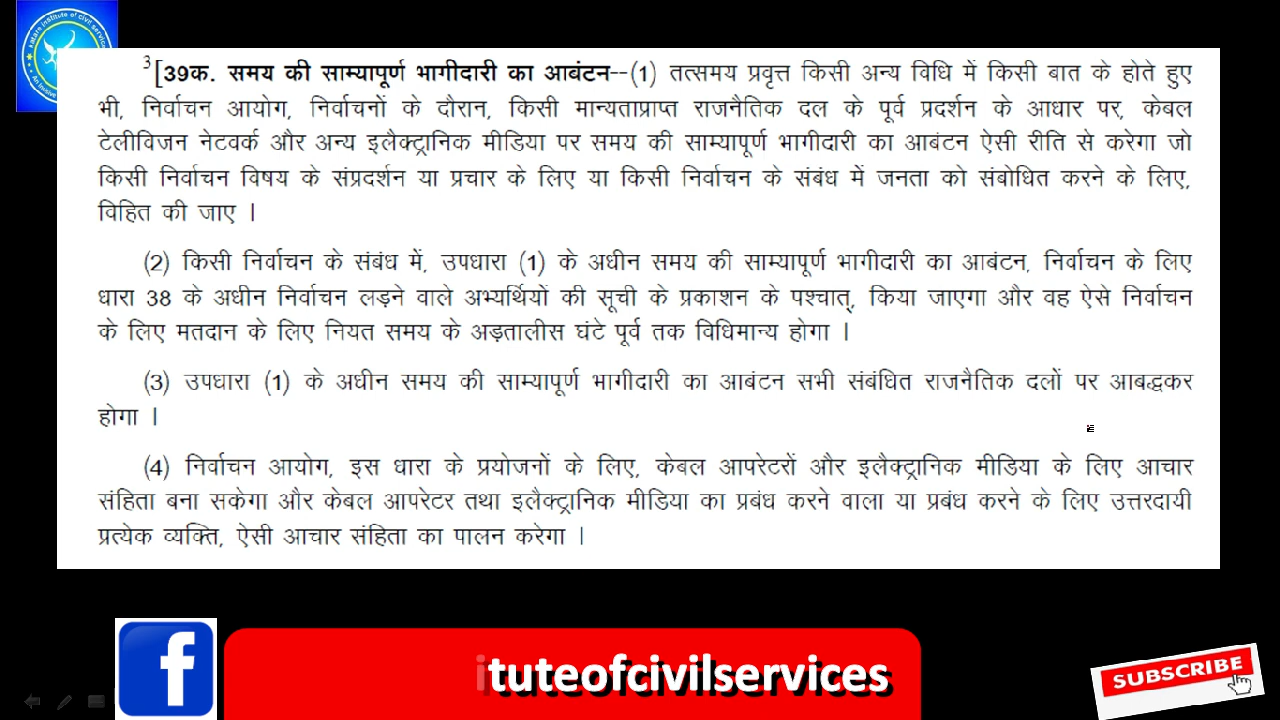 institute of civil services
3[39क. समय की साम्यापूर्ण भागीदारी का आबंटन--(1) तत्समय प्रवृत्त किसी अन्य विधि में किसी बात के होते हुए
भी, निर्वाचन आयोग, निर्वाचनों के दौरान, किसी मान्यताप्राप्त राजनैतिक दल के पूर्व प्रदर्शन के आधार पर, केबल
टेलीविजन नेटवर्क और अन्य इलैक्ट्रानिक मीडिया पर समय की साम्यापूर्ण भागीदारी का आबंटन ऐसी रीति से करेगा जो
किसी निर्वाचन विषय के संप्रदर्शन या प्रचार के लिए या किसी निर्वाचन के संबंध में जनता को संबोधित करने के लिए,
विहित की जाए ।
(2) किसी निर्वाचन के संबंध में, उपधारा (1) के अधीन समय की साम्यापूर्ण भागीदारी का आबंटन, निर्वाचन के लिए
धारा 38 के अधीन निर्वाचन लड़ने वाले अभ्यर्थियों की सूची के प्रकाशन के पश्चात्, किया जाएगा और वह ऐसे निर्वाचन
के लिए मतदान के लिए नियत समय के अड़तालीस घंटे पूर्व तक विधिमान्य होगा ।
(3) उपधारा (1) के अधीन समय की साम्यापूर्ण भागीदारी का आबंटन सभी संबंधित राजनैतिक दलों पर आबद्धकर
होगा ।
(4) निर्वाचन आयोग, इस धारा के प्रयोजनों के लिए, केबल आपरेटरों और इलैक्ट्रानिक मीडिया के लिए आचार
संहिता बना सकेगा और केबल आपरेटर तथा इलैक्ट्रानिक मीडिया का प्रबंध करने वाला या प्रबंध करने के लिए उत्तरदायी
प्रत्येक व्यक्ति, ऐसी आचार संहिता का पालन करेगा ।
f
ituteofcivilservices
SUBSCRIBE